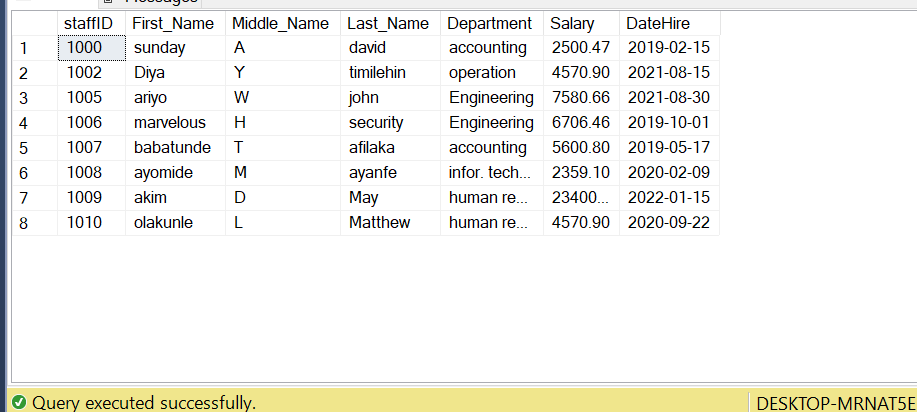 staffID First_Name Middle_Name Last_Name Department Salary DateHire
1 1000 sunday A david accounting 2500.47 2019-02-15
2 1002 Diya Y timilehin operation 4570.90 2021-08-15
3 1005 ariyo W john Engineering 7580.66 2021-08-30
4 1006 marvelous H security Engineering 6706.46 2019-10-01
5 1007 babatunde T afilaka accounting 5600.80 2019-05-17
6 1008 ayomide M ayanfe infor. tech... 2359.10 2020-02-09
7 1009 akim D May human re... 23400... 2022-01-15
8 1010 olakunle L Matthew human re... 4570.90 2020-09-22
Query executed successfully. DESKTOP-MRNAT5E